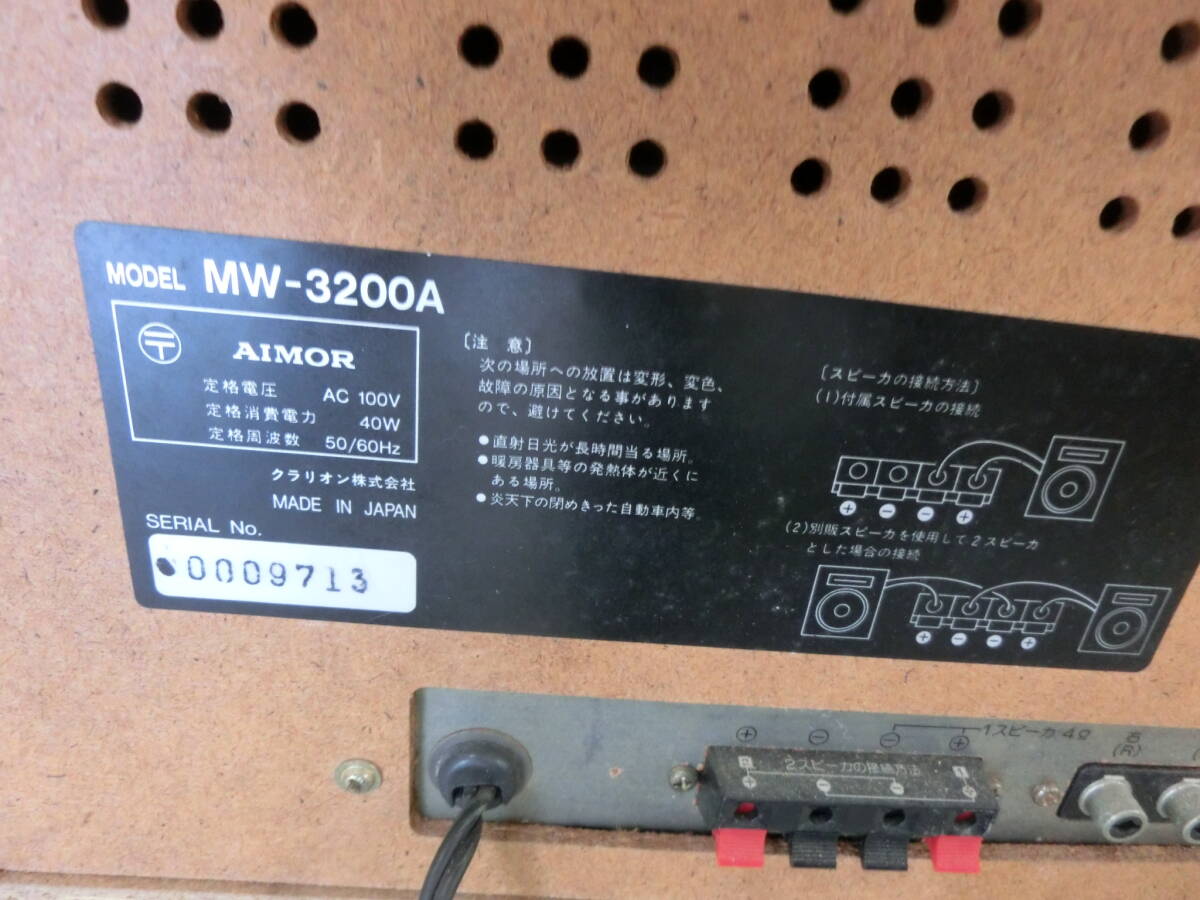 MODEL MW-3200A
AIMOR
定格電圧 AC 100V
定格消費電力 40W
定格周波数 50/60Hz
クラリオン株式会社
MADE IN JAPAN
SERIAL No.
0009713
〔注 意〕
次の場所への放置は変形、変色、
故障の原因となる事があります
ので、避けてください。
●直射日光が長時間当る場所。
●暖房器具等の発熱体が近くに
ある場所。
●炎天下の閉めきった自動車内等。
〔スピーカの接続方法〕
(1)付属スピーカの接続
⊕ ⊖ ⊖ ⊕
(2)別販スピーカを使用して2スピーカ
とした場合の接続
⊕ ⊖ ⊖ ⊕
⊕ ⊖ ⊖ ⊕ 1スピーカ 4Ω
2スピーカの接続方法
⊕ ⊖ ⊖ ⊕
右
(R)